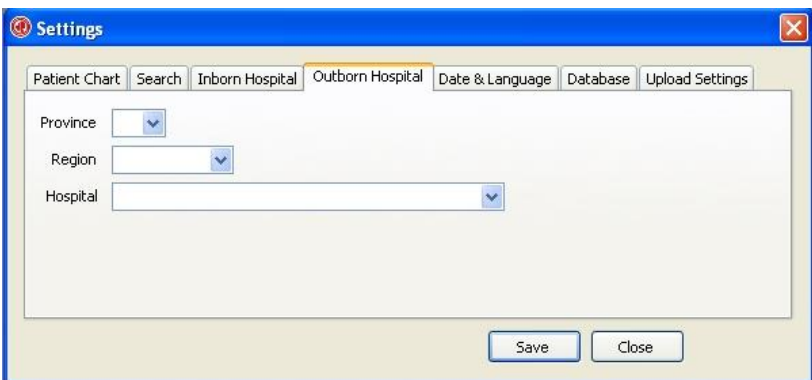 Settings
Patient Chart Search Inborn Hospital Outborn Hospital Date & Language Database Upload Settings
Province
Region
Hospital
Save Close